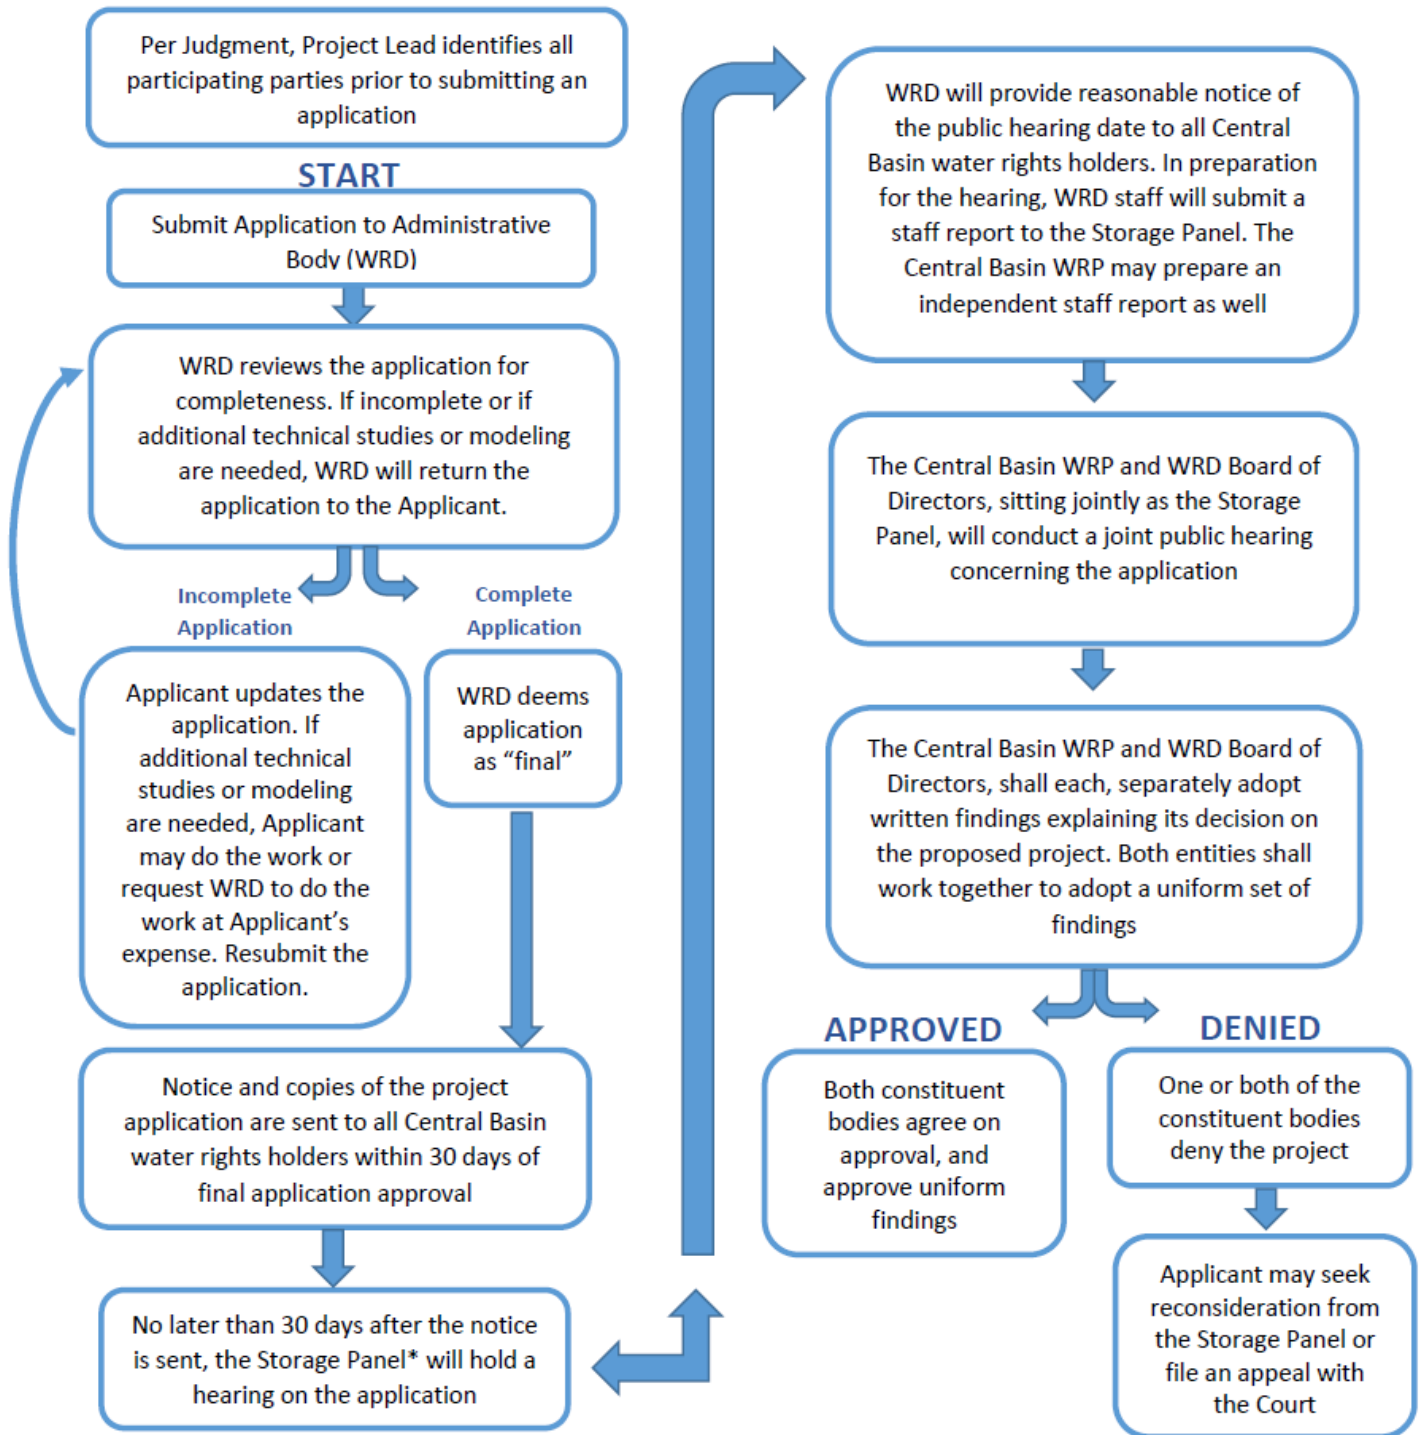 Per Judgment, Project Lead identifies all
participating parties prior to submitting an
application
START
Submit Application to Administrative
Body (WRD)
WRD reviews the application for
completeness. If incomplete or if
additional technical studies or modeling
are needed, WRD will return the
application to the Applicant.
Incomplete
Application
Complete
Application
Applicant updates the
application. If
additional technical
studies or modeling
are needed, Applicant
may do the work or
request WRD to do the
work at Applicant’s
expense. Resubmit the
application.
WRD deems
application
as “final”
Notice and copies of the project
application are sent to all Central Basin
water rights holders within 30 days of
final application approval
No later than 30 days after the notice
is sent, the Storage Panel* will hold a
hearing on the application
WRD will provide reasonable notice of
the public hearing date to all Central
Basin water rights holders. In preparation
for the hearing, WRD staff will submit a
staff report to the Storage Panel. The
Central Basin WRP may prepare an
independent staff report as well
The Central Basin WRP and WRD Board of
Directors, sitting jointly as the Storage
Panel, will conduct a joint public hearing
concerning the application
The Central Basin WRP and WRD Board of
Directors, shall each, separately adopt
written findings explaining its decision on
the proposed project. Both entities shall
work together to adopt a uniform set of
findings
APPROVED
Both constituent
bodies agree on
approval, and
approve uniform
findings
DENIED
One or both of the
constituent bodies
deny the project
Applicant may seek
reconsideration from
the Storage Panel or
file an appeal with
the Court